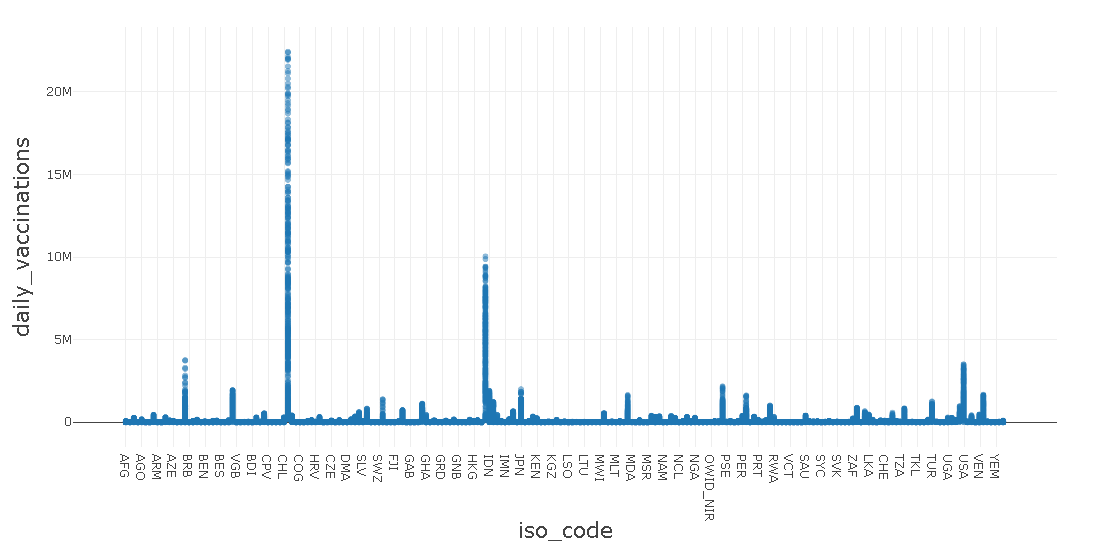 daily_vaccinations
20M
15M
10M
5M
0
AFG
AGO
ARM
AZE
BRB
BEN
BES
VGB
BDI
CPV
CHL
COG
HRV
CZE
DMA
SLV
SWZ
FJI
GAB
GHA
GRD
GNB
HKG
IDN
IMN
JPN
KEN
KGZ
LSO
LTU
MWI
MLT
MDA
MSR
NAM
NCL
NGA
OWID_NIR
PSE
PER
PRT
RWA
VCT
SAU
SYC
SVK
ZAF
LKA
CHE
TZA
TKL
TUR
UGA
USA
VEN
YEM
iso_code